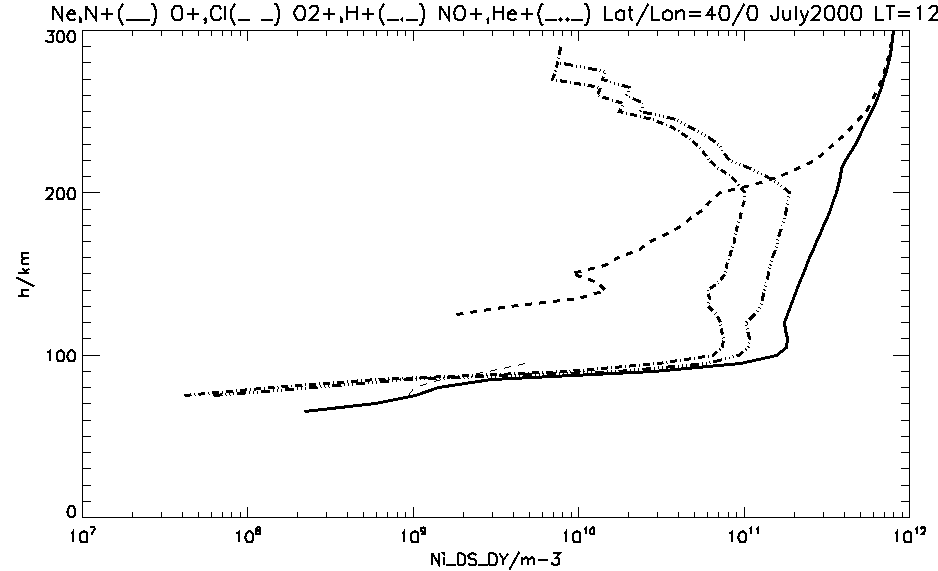 Ne,N+(__) O+,Cl(_ _) O2+,H+(_._) NO+,He+(_..._) Lat/Lon=40/0 July2000 LT=12
300
200
h/km
100
0
10⁷ 10⁸ 10⁹ 10¹⁰ 10¹¹ 10¹²
Ni_DS_DY/m-3